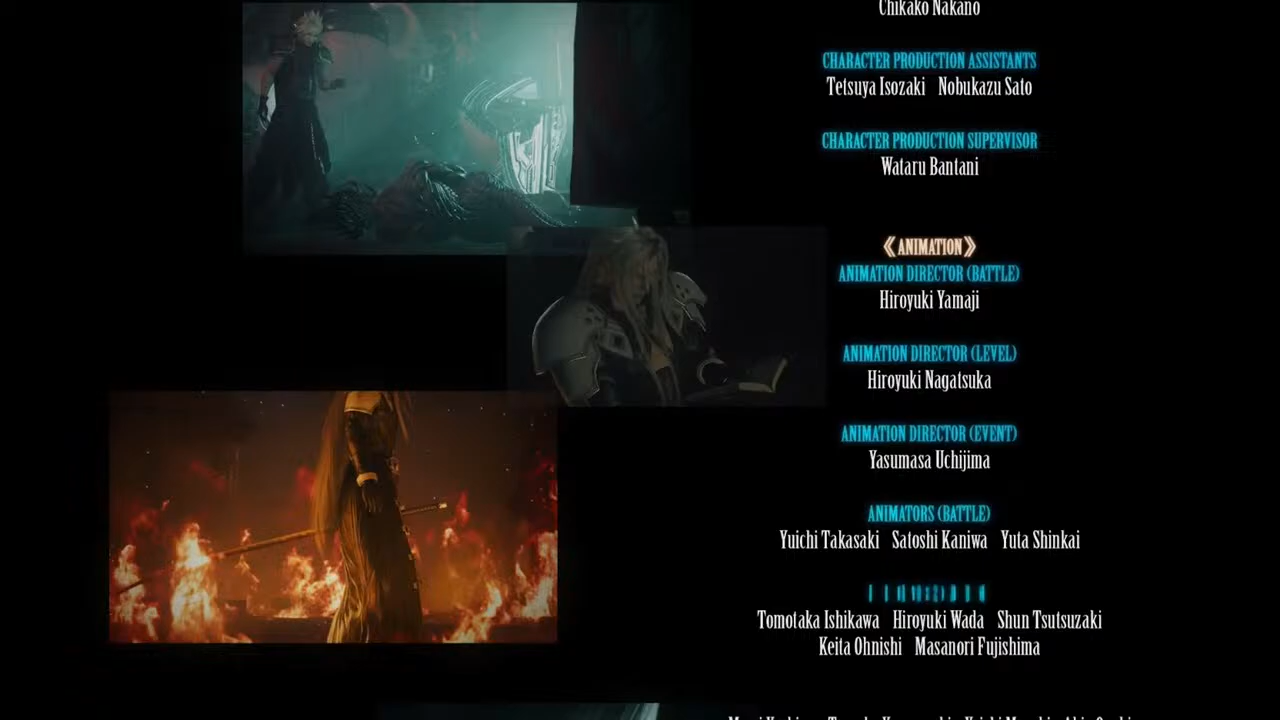 Chikako Nakano
CHARACTER PRODUCTION ASSISTANTS
Tetsuya Isozaki Nobukazu Sato
CHARACTER PRODUCTION SUPERVISOR
Wataru Bantani
《ANIMATION》
ANIMATION DIRECTOR (BATTLE)
Hiroyuki Yamaji
ANIMATION DIRECTOR (LEVEL)
Hiroyuki Nagatsuka
ANIMATION DIRECTOR (EVENT)
Yasumasa Uchijima
ANIMATORS (BATTLE)
Yuichi Takasaki Satoshi Kaniwa Yuta Shinkai
Tomotaka Ishikawa Hiroyuki Wada Shun Tsutsuzaki
Keita Ohnishi Masanori Fujishima